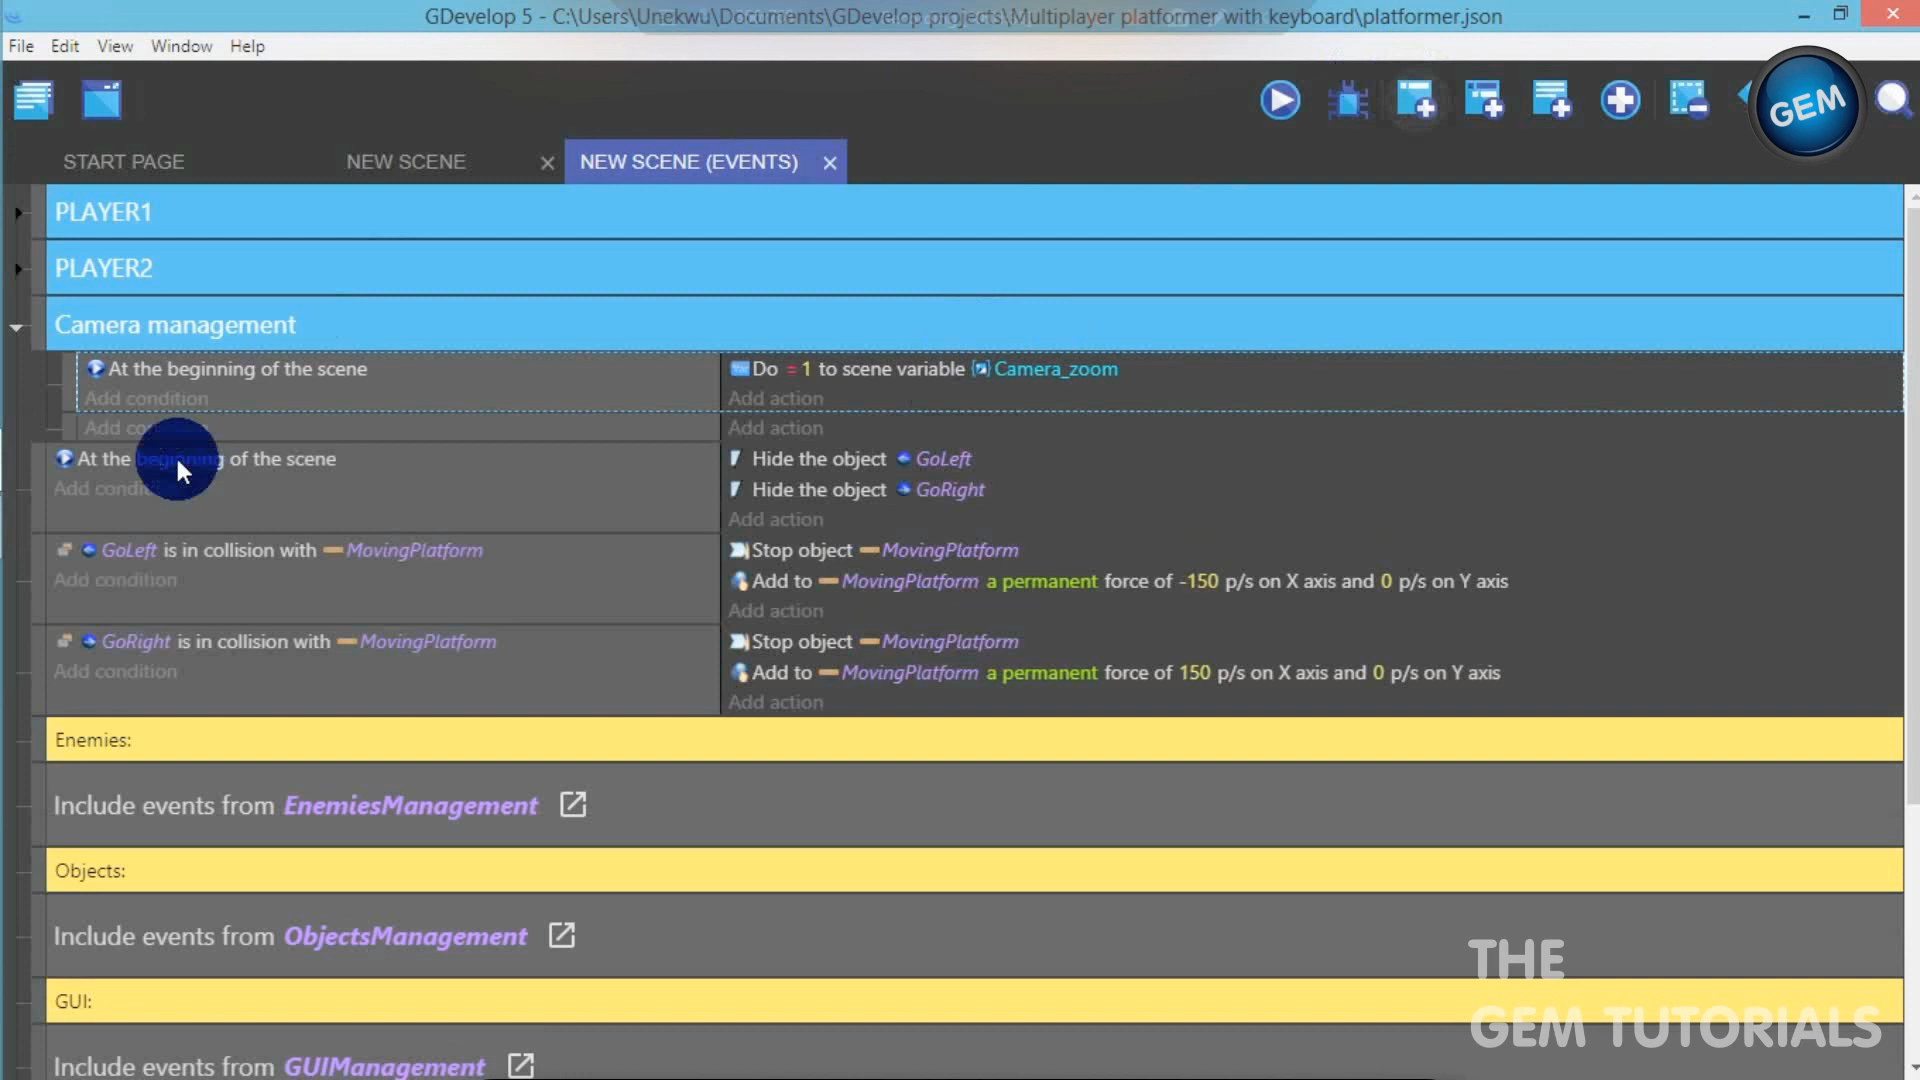 GDevelop 5 - C:\Users\Unekwu\Documents\GDevelop projects\Multiplayer platformer with keyboard\platformer.json
File Edit View Window Help
GEM
START PAGE NEW SCENE NEW SCENE (EVENTS)
PLAYER1
PLAYER2
Camera management
At the beginning of the scene Do = 1 to scene variable Camera_zoom
Add condition Add action
Add condition Add action
At the beginning of the scene Hide the object GoLeft
Add condition Hide the object GoRight
Add action
GoLeft is in collision with MovingPlatform Stop object MovingPlatform
Add condition Add to MovingPlatform a permanent force of -150 p/s on X axis and 0 p/s on Y axis
Add action
GoRight is in collision with MovingPlatform Stop object MovingPlatform
Add condition Add to MovingPlatform a permanent force of 150 p/s on X axis and 0 p/s on Y axis
Add action
Enemies:
Include events from EnemiesManagement
Objects:
Include events from ObjectsManagement
GUI:
Include events from GUIManagement
THE
GEM TUTORIALS